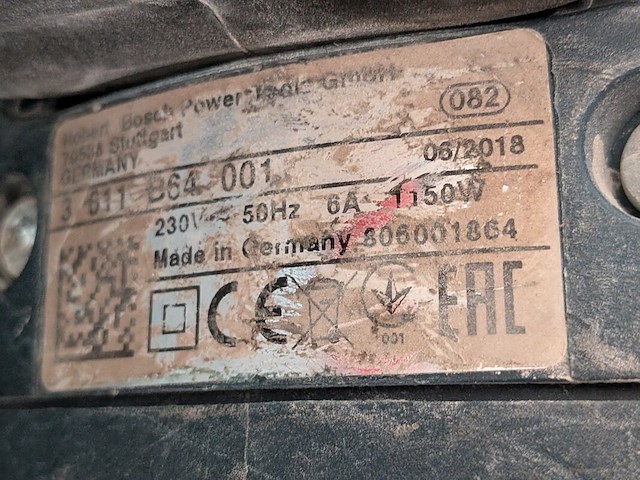 Robert Bosch Power Tools GmbH
70538 Stuttgart
GERMANY
082
3 611 B64 001
06/2018
230V~ 50Hz 6A 1150W
Made in Germany 806001864
CE
001
EAC